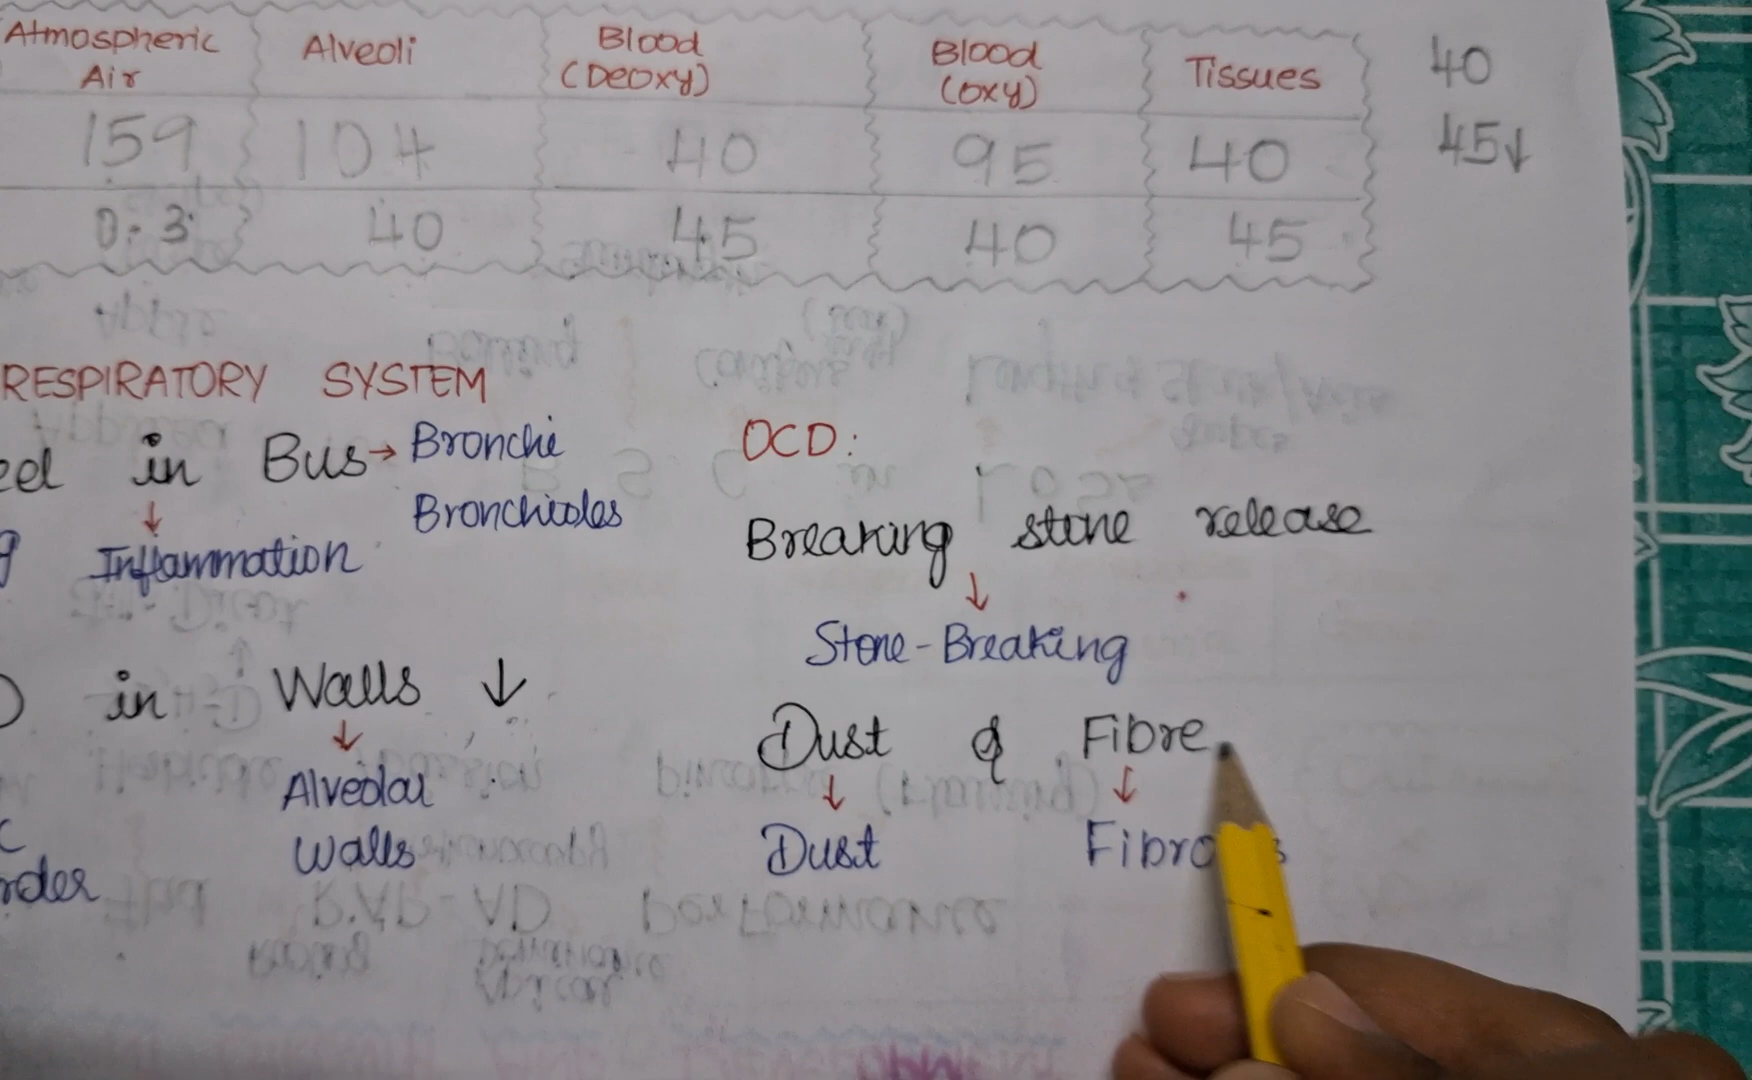 Atmospheric Air Alveoli Blood (Deoxy) Blood (Oxy) Tissues 40
159 104 40 95 40 45↓
0.3 40 45 40 45
RESPIRATORY SYSTEM
in Bus → Bronchi
Bronchioles
↓
Inflammation
in Walls ↓
↓
Alveolar
Walls
OCD:
Breaking stone release
↓
Stone-Breaking
Dust & Fibre
↓ ↓
Dust